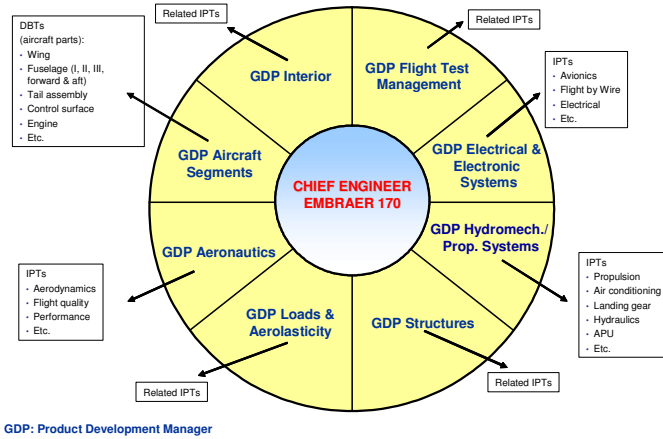 DBTs
(aircraft parts):
• Wing
• Fuselage (I, II, III,
forward & aft)
• Tail assembly
• Control surface
• Engine
• Etc.
Related IPTs
Related IPTs
IPTs
• Avionics
• Flight by Wire
• Electrical
• Etc.
GDP Interior
GDP Flight Test
Management
GDP Aircraft
Segments
GDP Electrical &
Electronic
Systems
CHIEF ENGINEER
EMBRAER 170
GDP Aeronautics
GDP Hydromech./
Prop. Systems
GDP Loads &
Aerolasticity
GDP Structures
IPTs
• Aerodynamics
• Flight quality
• Performance
• Etc.
IPTs
• Propulsion
• Air conditioning
• Landing gear
• Hydraulics
• APU
• Etc.
Related IPTs
Related IPTs
GDP: Product Development Manager